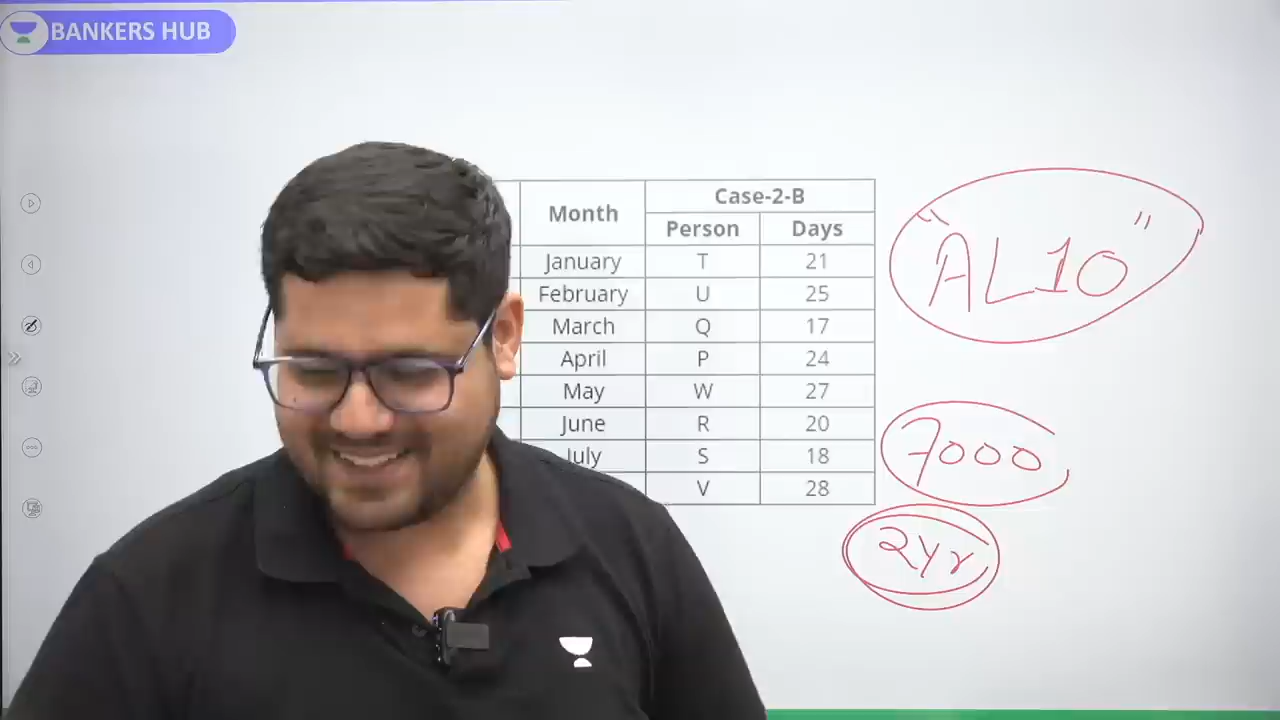 BANKERS HUB
Month Case-2-B
Person Days
January T 21
February U 25
March Q 17
April P 24
May W 27
June R 20
July S 18
V 28
"AL10"
7000
2yr